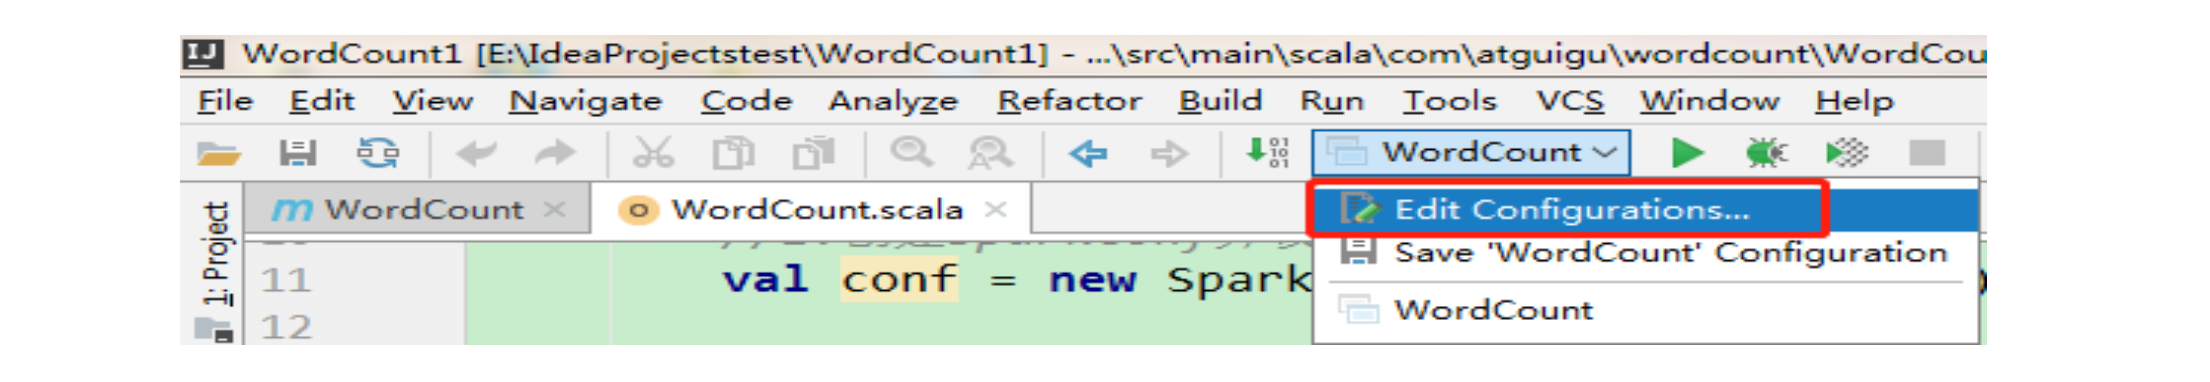 WordCount1 [E:\IdeaProjectstest\WordCount1] - ...\src\main\scala\com\atguigu\wordcount\WordCou
File Edit View Navigate Code Analyze Refactor Build Run Tools VCS Window Help
WordCount
WordCount WordCount.scala
Edit Configurations...
Save 'WordCount' Configuration
WordCount
1: Project
11 val conf = new Spark
12